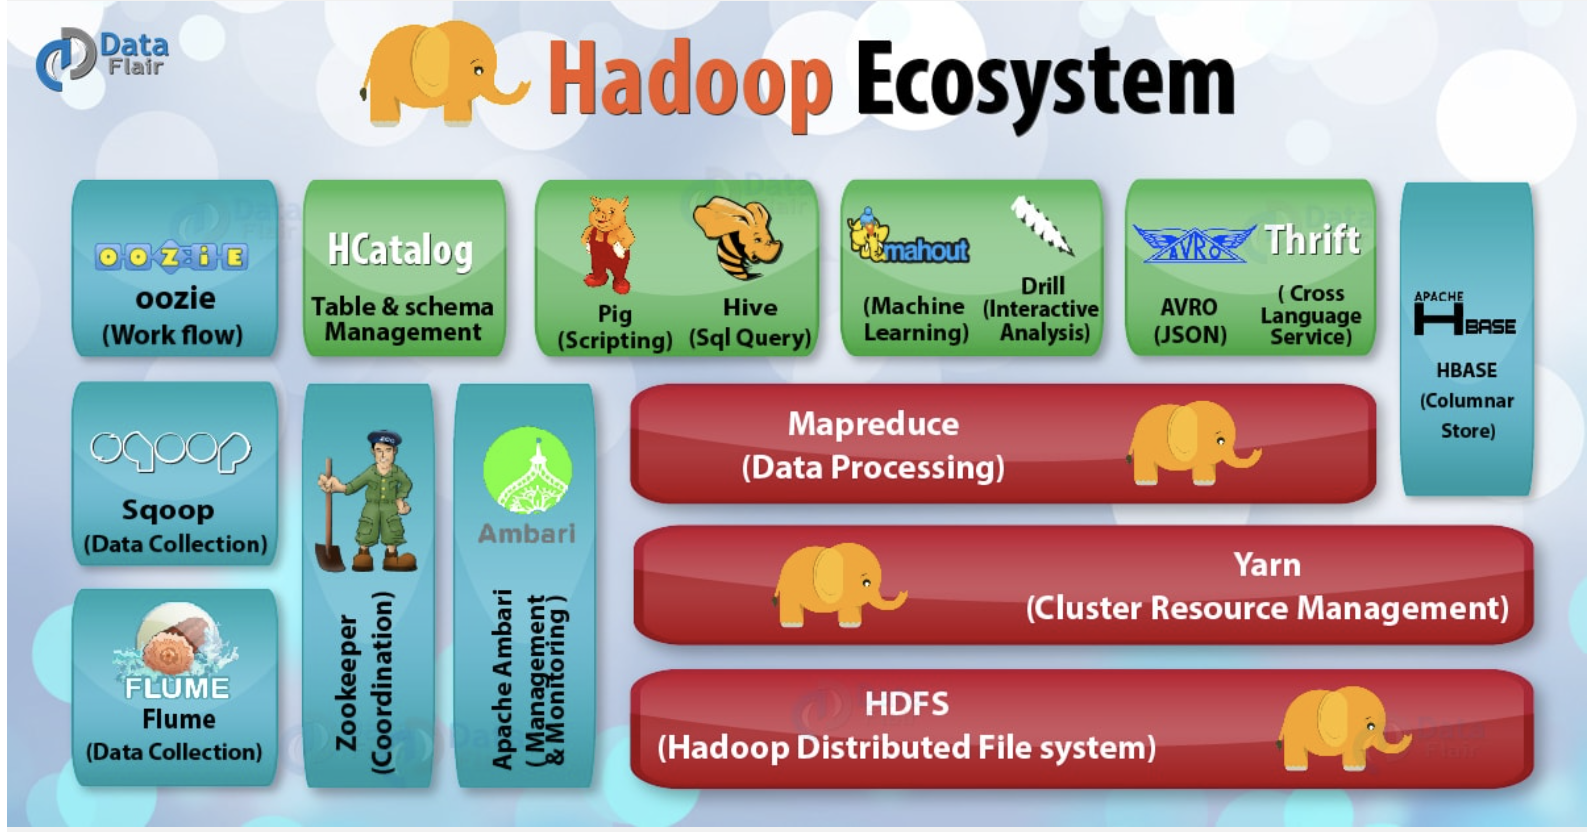 Data
Flair
Hadoop Ecosystem
OOZiE
oozie
(Work flow)
HCatalog
Table & schema
Management
Pig
(Scripting)
Hive
(Sql Query)
mahout
(Machine
Learning)
Drill
(Interactive
Analysis)
AVRO
AVRO
(JSON)
Thrift
( Cross
Language
Service)
APACHE
HBASE
HBASE
(Columnar
Store)
sqoop
Sqoop
(Data Collection)
FLUME
Flume
(Data Collection)
ZOO
Zookeeper
(Coordination)
Ambari
Apache Ambari
( Management
& Monitoring )
Mapreduce
(Data Processing)
Yarn
(Cluster Resource Management)
HDFS
(Hadoop Distributed File system)
Data
Flair